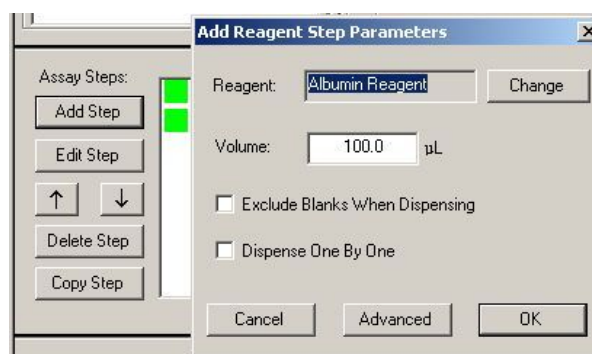 Add Reagent Step Parameters
Assay Steps:
Add Step
Edit Step
↑ ↓
Delete Step
Copy Step
Reagent: Albumin Reagent Change
Volume: 100.0 µL
Exclude Blanks When Dispensing
Dispense One By One
Cancel Advanced OK